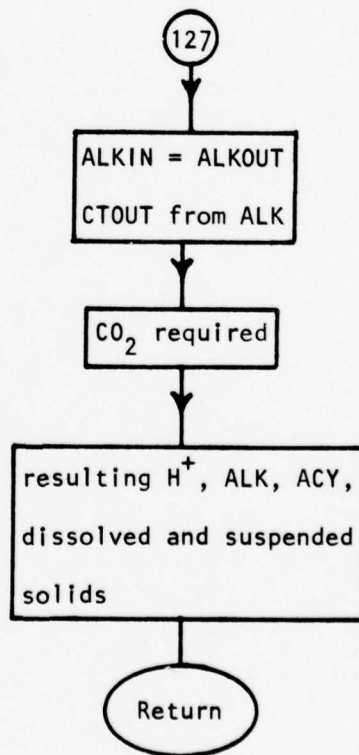 127
ALKIN = ALKOUT
CTOUT from ALK
CO₂ required
resulting H⁺, ALK, ACY,
dissolved and suspended
solids
Return